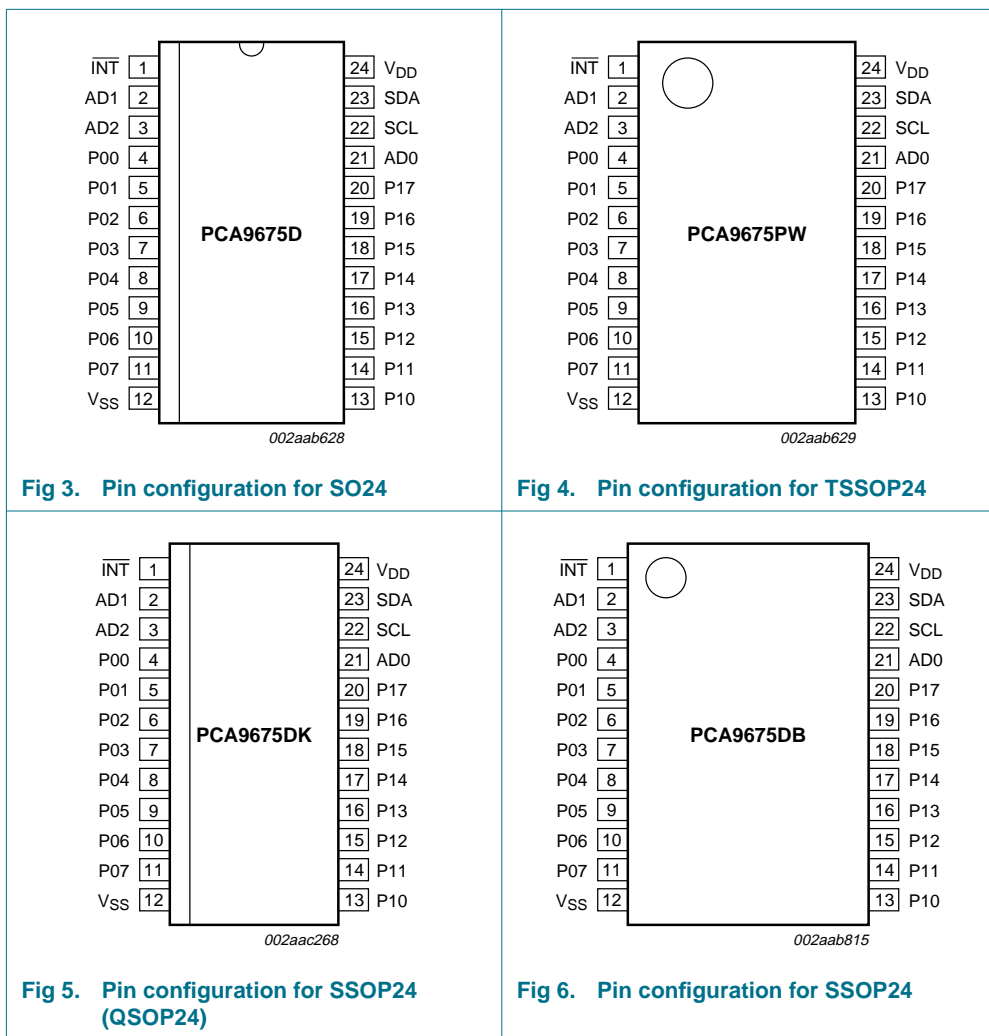 INT 1 24 VDD
AD1 2 23 SDA
AD2 3 22 SCL
P00 4 21 AD0
P01 5 20 P17
P02 6 19 P16
PCA9675D
P03 7 18 P15
P04 8 17 P14
P05 9 16 P13
P06 10 15 P12
P07 11 14 P11
VSS 12 13 P10
002aab628
Fig 3. Pin configuration for SO24
INT 1 24 VDD
AD1 2 23 SDA
AD2 3 22 SCL
P00 4 21 AD0
P01 5 20 P17
P02 6 19 P16
PCA9675PW
P03 7 18 P15
P04 8 17 P14
P05 9 16 P13
P06 10 15 P12
P07 11 14 P11
VSS 12 13 P10
002aab629
Fig 4. Pin configuration for TSSOP24
INT 1 24 VDD
AD1 2 23 SDA
AD2 3 22 SCL
P00 4 21 AD0
P01 5 20 P17
P02 6 19 P16
PCA9675DK
P03 7 18 P15
P04 8 17 P14
P05 9 16 P13
P06 10 15 P12
P07 11 14 P11
VSS 12 13 P10
002aac268
Fig 5. Pin configuration for SSOP24
(QSOP24)
INT 1 24 VDD
AD1 2 23 SDA
AD2 3 22 SCL
P00 4 21 AD0
P01 5 20 P17
P02 6 19 P16
PCA9675DB
P03 7 18 P15
P04 8 17 P14
P05 9 16 P13
P06 10 15 P12
P07 11 14 P11
VSS 12 13 P10
002aab815
Fig 6. Pin configuration for SSOP24